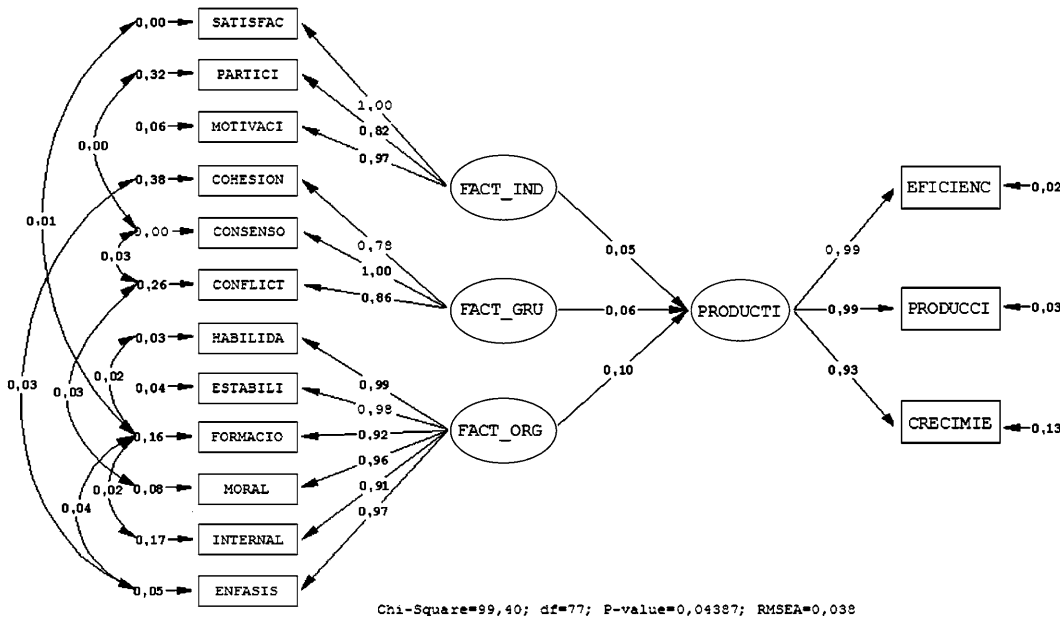 0,00 SATISFAC
0,32 PARTICI
1,00
0,82
0,06 MOTIVACI
0,97
0,00
0,38 COHESION
FACT_IND
EFICIENC 0,02
0,01
0,00 CONSENSO
0,78
0,05
0,99
0,03
1,00
0,26 CONFLICT
0,86
FACT_GRU
0,06
PRODUCTI
0,99
PRODUCCI 0,03
0,03 HABILIDA
0,03
0,03
0,02
0,99
0,10
0,93
0,04 ESTABILI
0,98
0,16 FORMACIO
0,92
FACT_ORG
CRECIMIE 0,13
0,96
0,08 MORAL
0,02
0,91
0,04
0,97
0,17 INTERNAL
0,05 ENFASIS
Chi-Square=99,40; df=77; P-value=0,04387; RMSEA=0,038